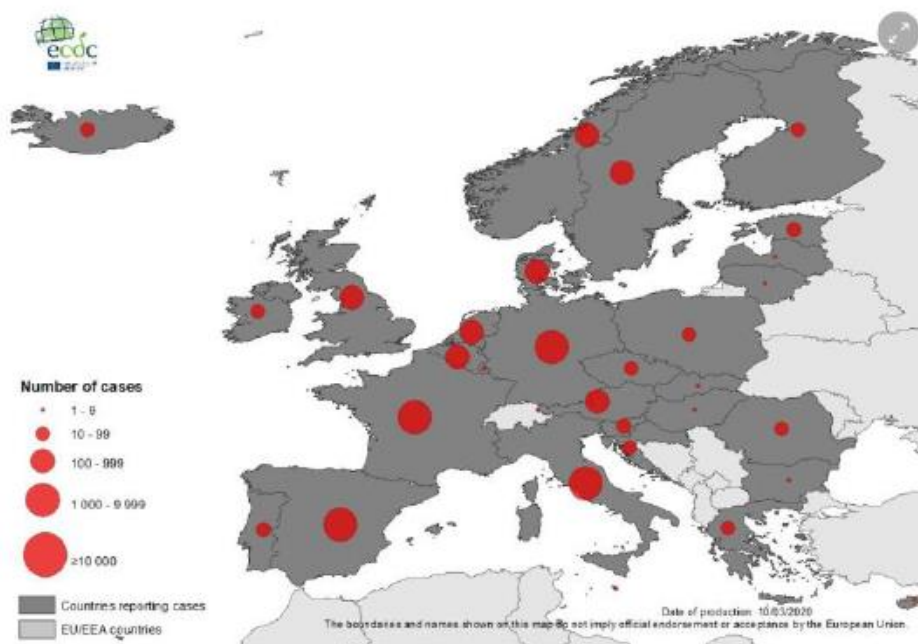 ecdc
Number of cases
1 - 9
10 - 99
100 - 999
1 000 - 9 999
≥10 000
Countries reporting cases
EU/EEA countries
Date of production: 10/03/2020
The boundaries and names shown on this map do not imply official endorsement or acceptance by the European Union.